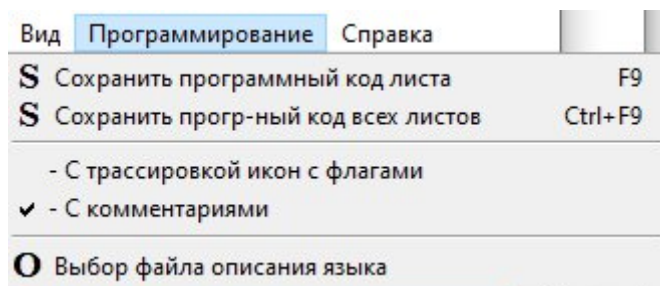 Вид Программирование Справка
S Сохранить программный код листа F9
S Сохранить прогр-ный код всех листов Ctrl+F9
- С трассировкой икон с флагами
✔ - С комментариями
O Выбор файла описания языка